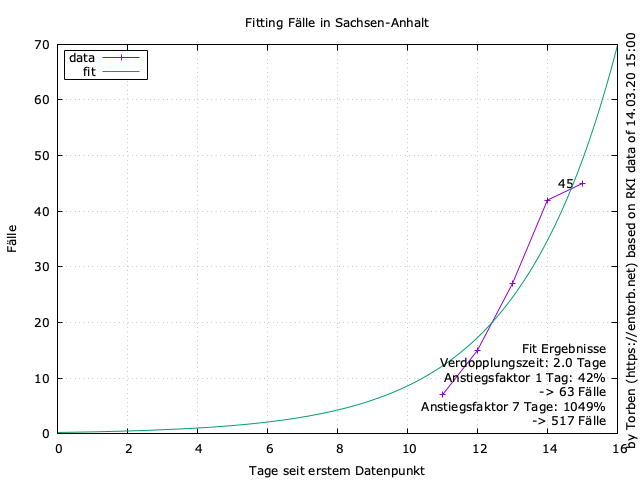 Fitting Fälle in Sachsen-Anhalt
data
fit
70
60
50
40
30
20
10
0
45
Fit Ergebnisse
Verdopplungszeit: 2.0 Tage
Anstiegsfaktor 1 Tag: 42%
-> 63 Fälle
Anstiegsfaktor 7 Tage: 1049%
-> 517 Fälle
0 2 4 6 8 10 12 14 16
Tage seit erstem Datenpunkt
Fälle
by Torben (https://entorb.net) based on RKI data of 14.03.20 15:00